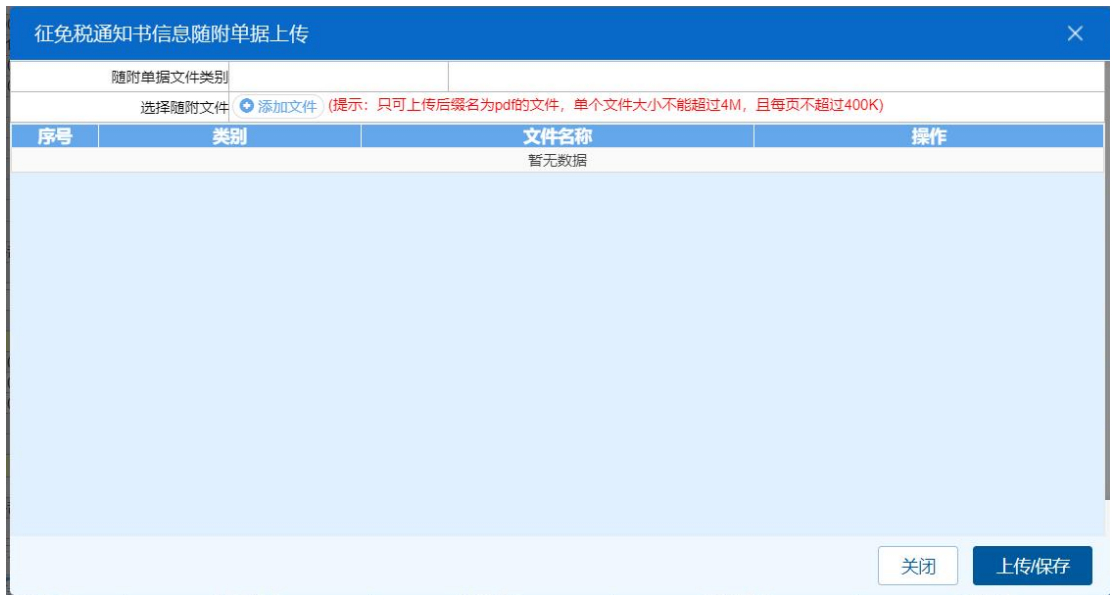 征免税通知书信息随附单据上传
随附单据文件类别
选择随附文件 添加文件 (提示：只可上传后缀名为pdf的文件，单个文件大小不能超过4M，且每页不超过400K)
序号 类别 文件名称 操作
暂无数据
关闭 上传/保存